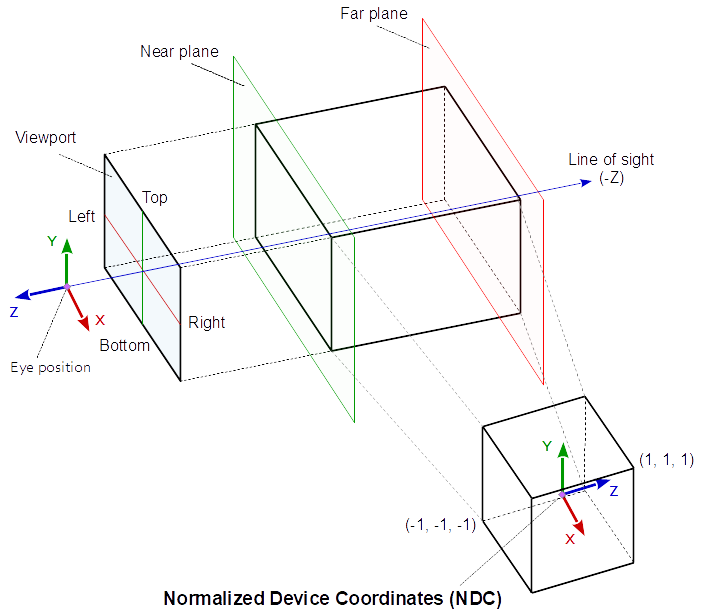 Far plane
Near plane
Viewport
Line of sight
(-Z)
Top
Left
Y
Z
X
Right
Bottom
Eye position
Y
(1, 1, 1)
Z
(-1, -1, -1)
X
Normalized Device Coordinates (NDC)